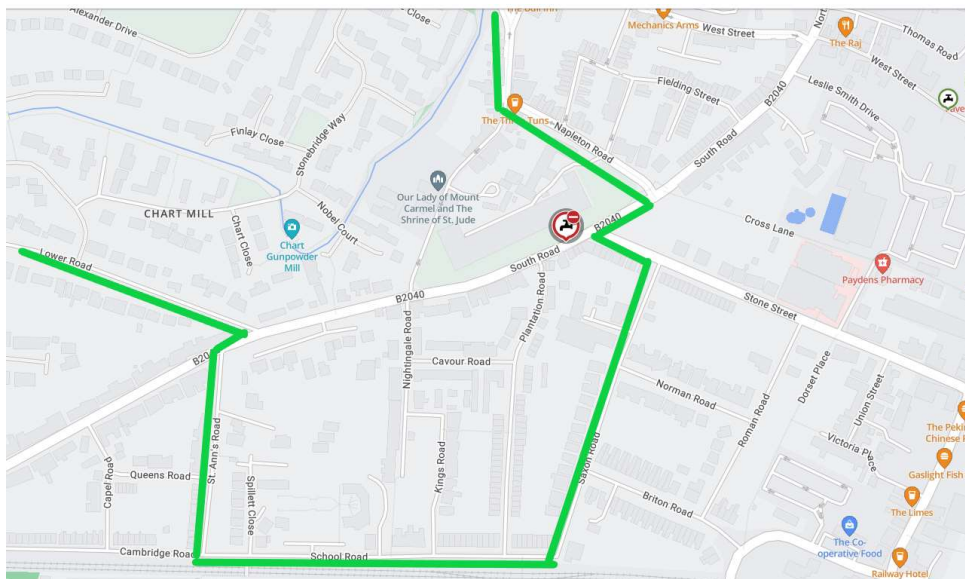 Alexander Drive
Close
The Bull Inn
Mechanics Arms
West Street
The Raj
Thomas Road
West Street
Fielding Street
B2040
Leslie Smith Drive
Finlay Close
Stonebridge Way
Napleton Road
South Road
Our Lady of Mount
Carmel and The
Shrine of St. Jude
CHART MILL
Nobel Court
Chart Close
Chart
Gunpowder
Mill
B2040
Cross Lane
South Road
Lower Road
Paydens Pharmacy
B2040
Stone Street
Plantation Road
Nightingale Road
Cavour Road
Norman Road
Dorset Place
Roman Road
Union Street
St. Ann's Road
Kings Road
Saxon Road
Victoria Place
Capel Road
Queens Road
Spillett Close
Briton Road
Gaslight Fish
The Limes
Cambridge Road
School Road
The Co-
operative Food
Railway Hotel